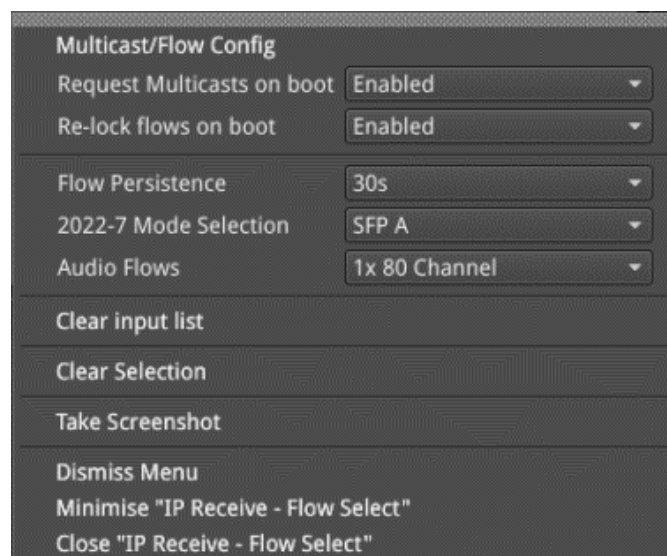 Multicast/Flow Config
Request Multicasts on boot Enabled
Re-lock flows on boot Enabled
Flow Persistence 30s
2022-7 Mode Selection SFP A
Audio Flows 1x 80 Channel
Clear input list
Clear Selection
Take Screenshot
Dismiss Menu
Minimise "IP Receive - Flow Select"
Close "IP Receive - Flow Select"